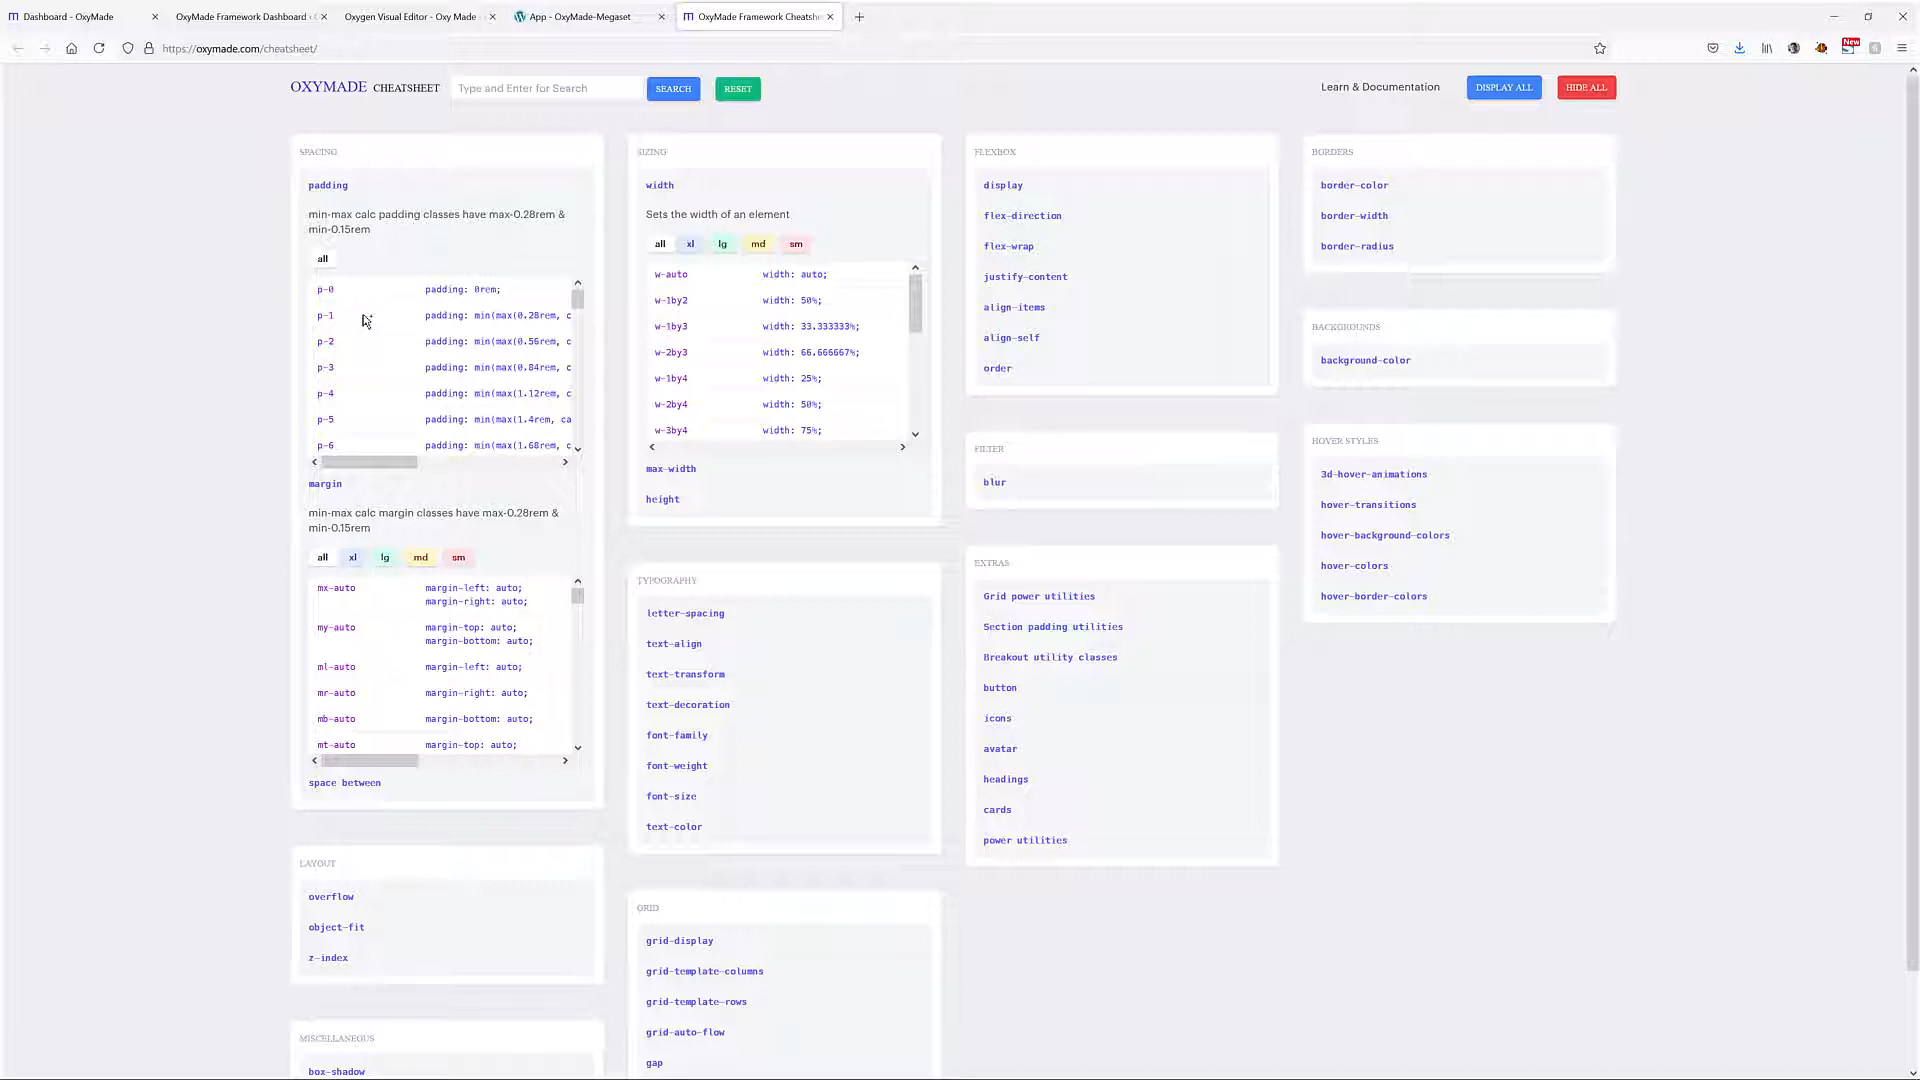 Dashboard - OxyMade
OxyMade Framework Dashboard ‹
Oxygen Visual Editor - Oxy Made
App - OxyMade-Megaset
OxyMade Framework Cheatshe
https://oxymade.com/cheatsheet/
New
OXYMADE CHEATSHEET
Type and Enter for Search
SEARCH
RESET
Learn & Documentation
DISPLAY ALL
HIDE ALL
SPACING
padding
min-max calc padding classes have max-0.28rem &
min-0.15rem
all
p-0 padding: 0rem;
p-1 padding: min(max(0.28rem, c
p-2 padding: min(max(0.56rem, c
p-3 padding: min(max(0.84rem, c
p-4 padding: min(max(1.12rem, c
p-5 padding: min(max(1.4rem, ca
p-6 padding: min(max(1.68rem, c
margin
min-max calc margin classes have max-0.28rem &
min-0.15rem
all xl lg md sm
mx-auto margin-left: auto;
margin-right: auto;
my-auto margin-top: auto;
margin-bottom: auto;
ml-auto margin-left: auto;
mr-auto margin-right: auto;
mb-auto margin-bottom: auto;
mt-auto margin-top: auto;
space between
LAYOUT
overflow
object-fit
z-index
MISCELLANEOUS
box-shadow
SIZING
width
Sets the width of an element
all xl lg md sm
w-auto width: auto;
w-1by2 width: 50%;
w-1by3 width: 33.333333%;
w-2by3 width: 66.666667%;
w-1by4 width: 25%;
w-2by4 width: 50%;
w-3by4 width: 75%;
max-width
height
TYPOGRAPHY
letter-spacing
text-align
text-transform
text-decoration
font-family
font-weight
font-size
text-color
GRID
grid-display
grid-template-columns
grid-template-rows
grid-auto-flow
gap
FLEXBOX
display
flex-direction
flex-wrap
justify-content
align-items
align-self
order
FILTER
blur
EXTRAS
Grid power utilities
Section padding utilities
Breakout utility classes
button
icons
avatar
headings
cards
power utilities
BORDERS
border-color
border-width
border-radius
BACKGROUNDS
background-color
HOVER STYLES
3d-hover-animations
hover-transitions
hover-background-colors
hover-colors
hover-border-colors